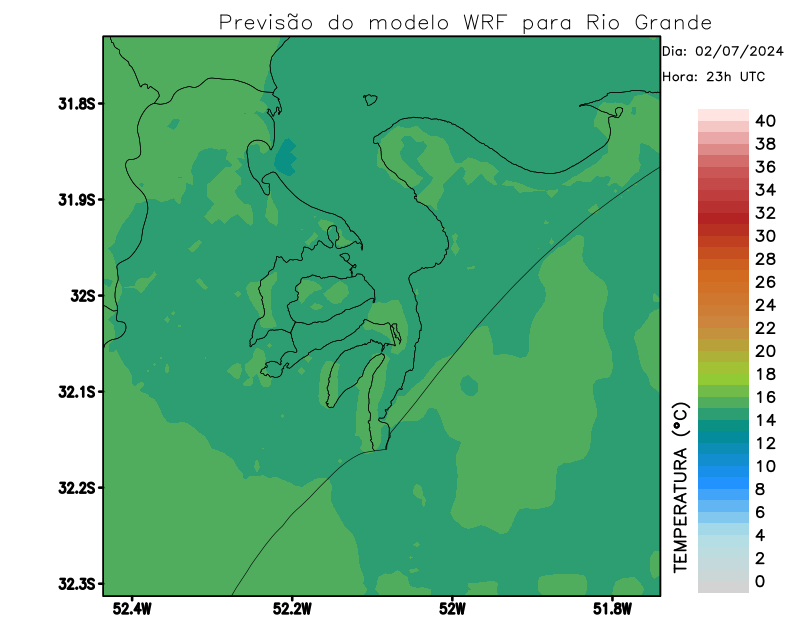 Previsão do modelo WRF para Rio Grande
Dia: 02/07/2024
Hora: 23h UTC
31.8S
31.9S
32S
32.1S
32.2S
32.3S
52.4W
52.2W
52W
51.8W
TEMPERATURA (°C)
40
38
36
34
32
30
28
26
24
22
20
18
16
14
12
10
8
6
4
2
0